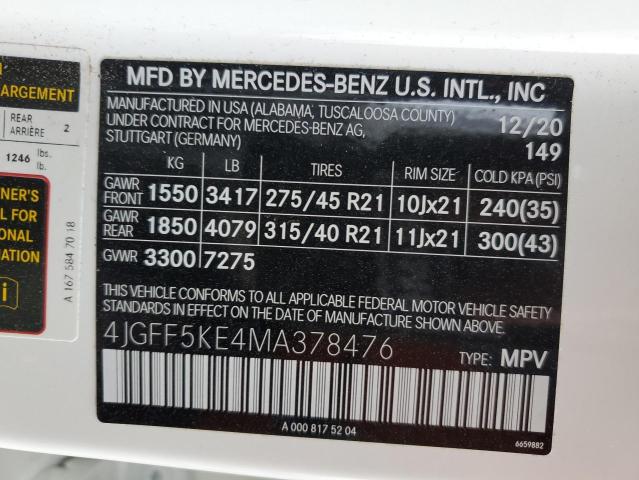 ARGEMENT
REAR
ARRIÈRE 2
1246 lbs.
lb.
NER'S
L FOR
ONAL
ATION
i
A 167 584 70 18
MFD BY MERCEDES-BENZ U.S. INTL., INC
MANUFACTURED IN USA (ALABAMA, TUSCALOOSA COUNTY)
UNDER CONTRACT FOR MERCEDES-BENZ AG,
STUTTGART (GERMANY)
12/20
149
KG LB TIRES RIM SIZE COLD KPA(PSI)
GAWR FRONT 1550 3417 275/45 R21 10Jx21 240(35)
GAWR REAR 1850 4079 315/40 R21 11Jx21 300(43)
GVWR 3300 7275
THIS VEHICLE CONFORMS TO ALL APPLICABLE FEDERAL MOTOR VEHICLE SAFETY
STANDARDS IN EFFECT ON THE DATE OF MANUFACTURE SHOWN ABOVE.
4JGFF5KE4MA378476 TYPE: MPV
A 000 817 52 04
6659882